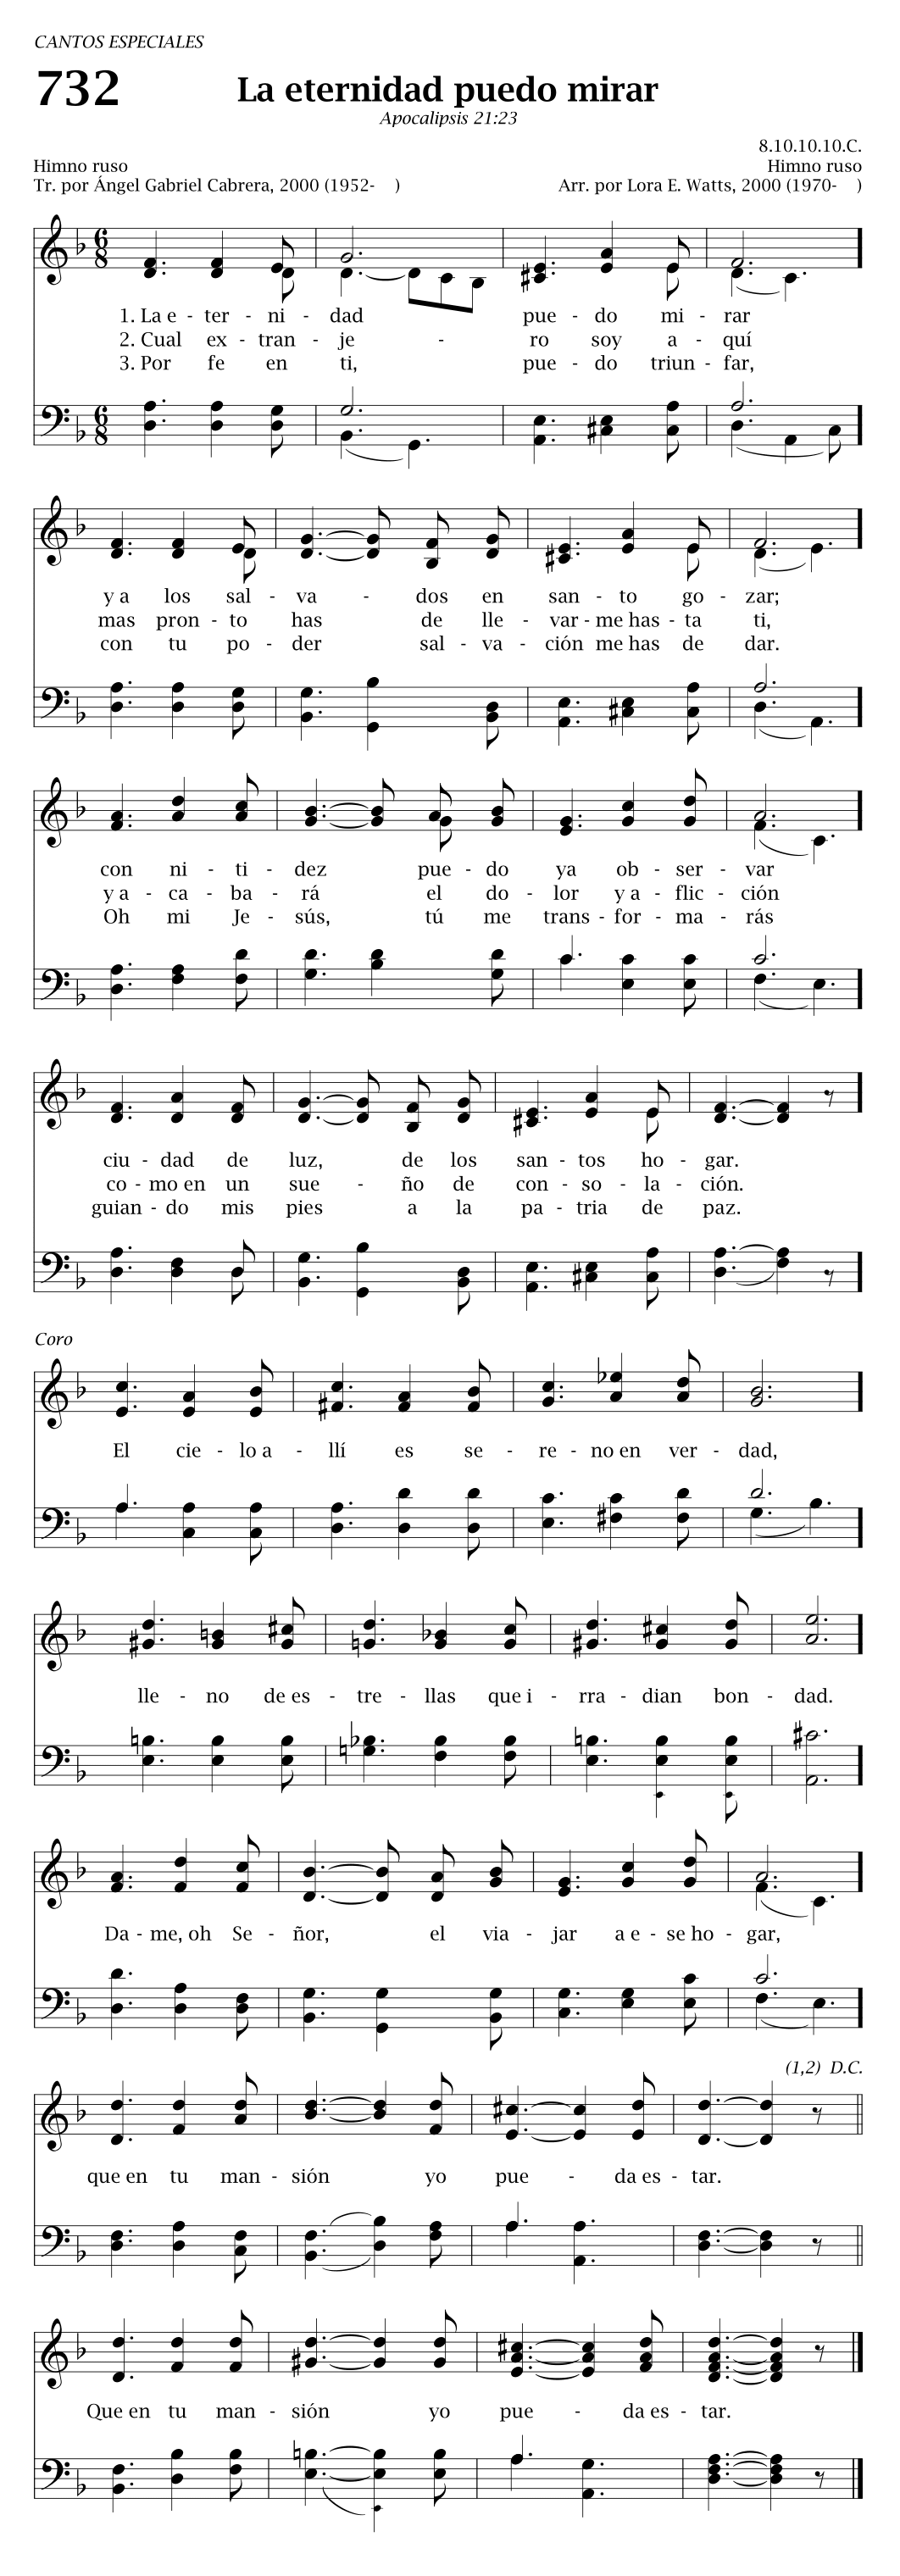 CANTOS ESPECIALES
732 La eternidad puedo mirar
Apocalipsis 21:23
8.10.10.10.C.
Himno ruso Himno ruso
Tr. por Ángel Gabriel Cabrera, 2000 (1952- ) Arr. por Lora E. Watts, 2000 (1970- )
1. La e - ter - ni - dad pue - do mi - rar
2. Cual ex - tran - je - ro soy a - quí
3. Por fe en ti, pue - do triun - far,
y a los sal - va - dos en san - to go - zar;
mas pron - to has de lle - var - me has - ta ti,
con tu po - der sal - va - ción me has de dar.
con ni - ti - dez pue - do ya ob - ser - var
y a - ca - ba - rá el do - lor y a - flic - ción
Oh mi Je - sús, tú me trans - for - ma - rás
ciu - dad de luz, de los san - tos ho - gar.
co - mo en un sue - ño de con - so - la - ción.
guian - do mis pies a la pa - tria de paz.
Coro
El cie - lo a - llí es se - re - no en ver - dad,
lle - no de es - tre - llas que i - rra - dian bon - dad.
Da - me, oh Se - ñor, el via - jar a e - se ho - gar,
(1,2) D.C.
que en tu man - sión yo pue - da es - tar.
Que en tu man - sión yo pue - da es - tar.